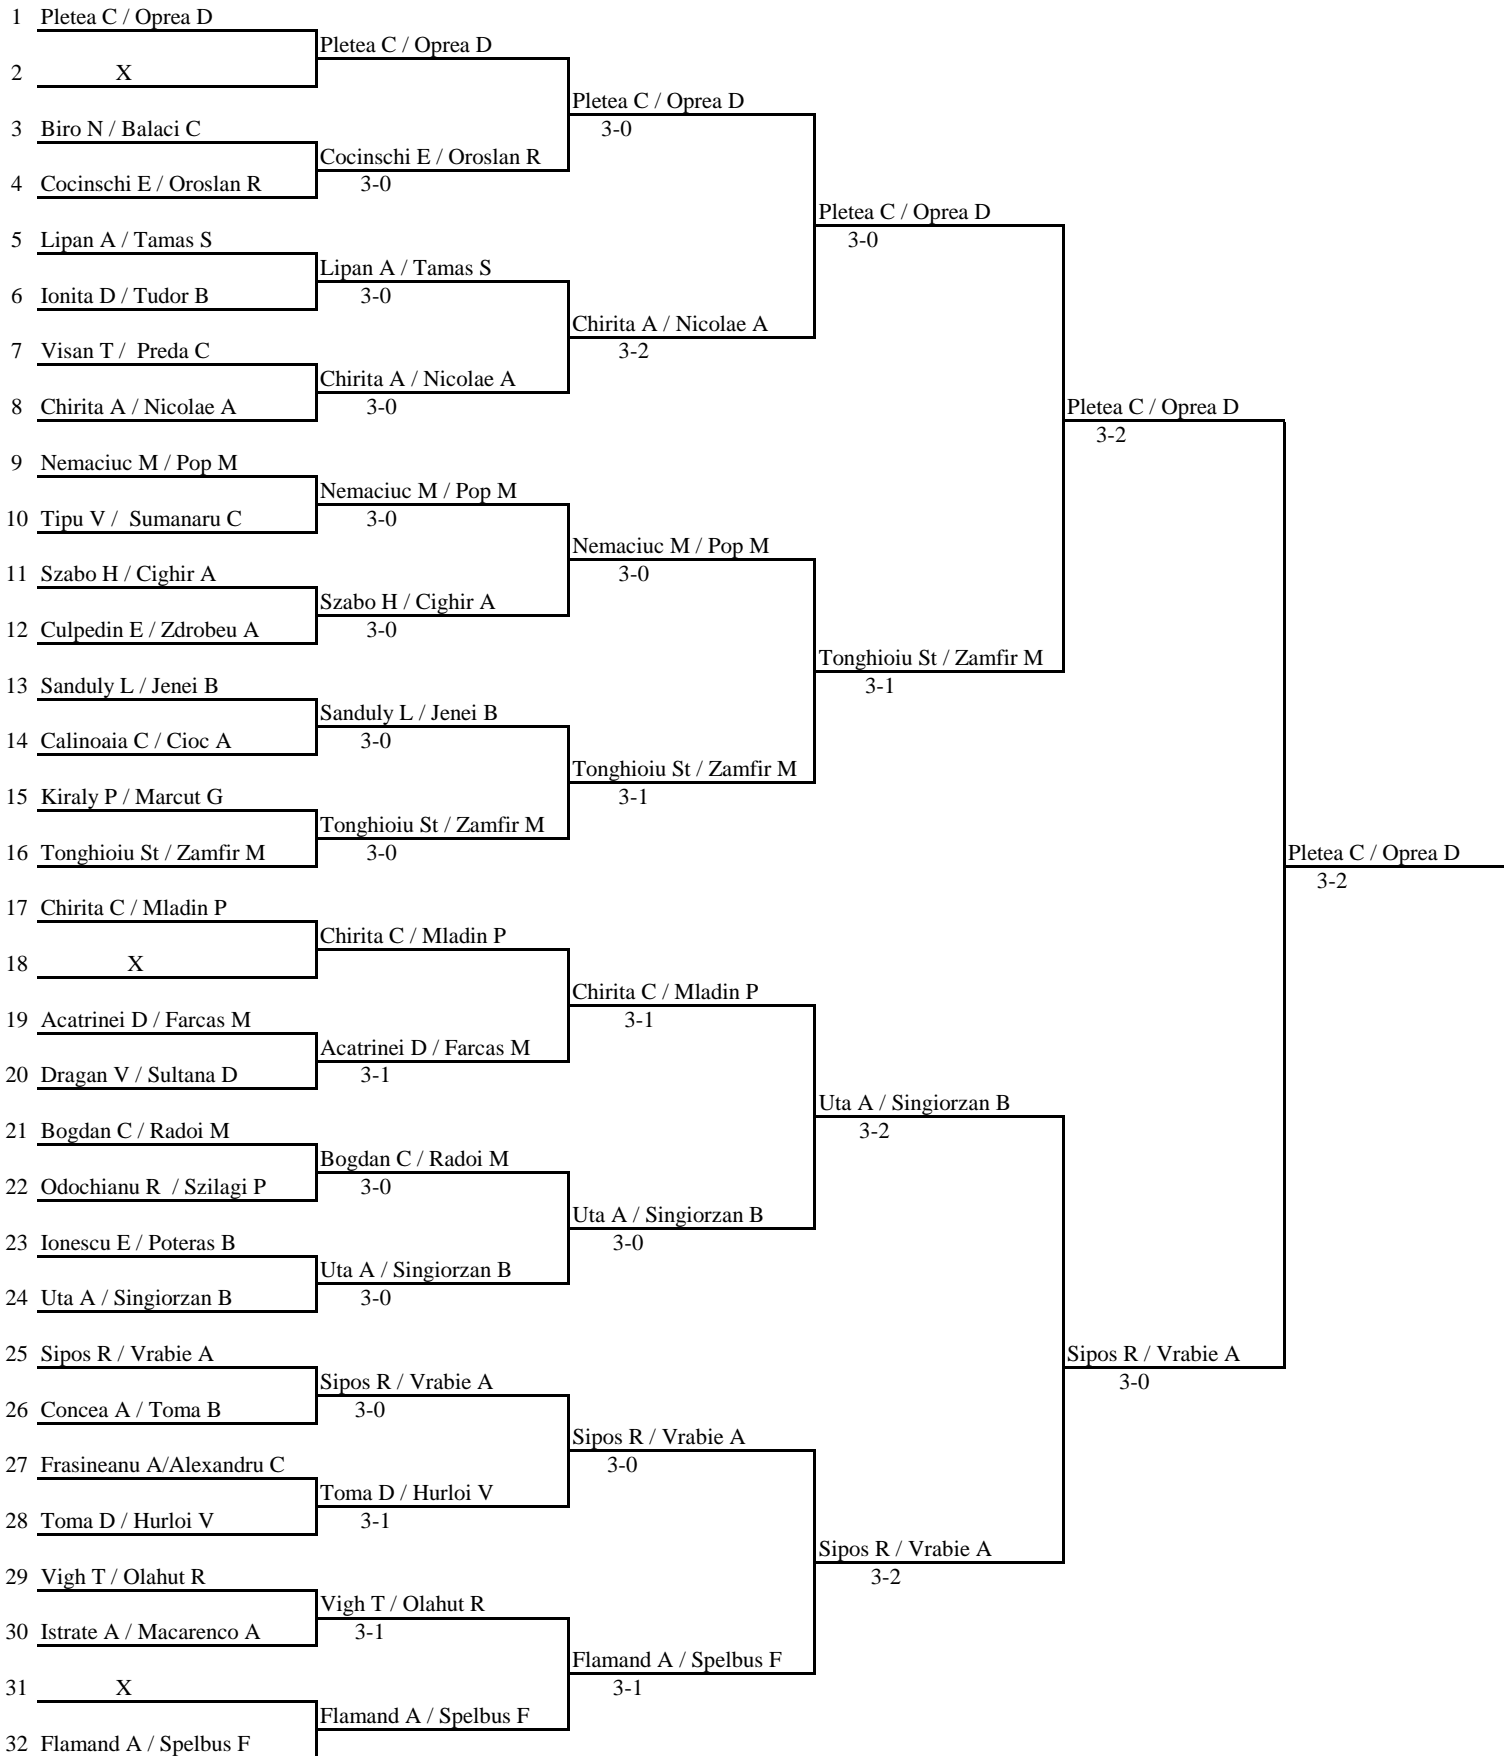 1 Pletea C / Oprea D
Pletea C / Oprea D
2 X
Pletea C / Oprea D
3 Biro N / Balaci C
3-0
Cocinschi E / Oroslan R
4 Cocinschi E / Oroslan R
3-0
Pletea C / Oprea D
5 Lipan A / Tamas S
3-0
Lipan A / Tamas S
6 Ionita D / Tudor B
3-0
Chirita A / Nicolae A
7 Visan T / Preda C
3-2
Chirita A / Nicolae A
8 Chirita A / Nicolae A
3-0
Pletea C / Oprea D
3-2
9 Nemaciuc M / Pop M
Nemaciuc M / Pop M
10 Tipu V / Sumanaru C
3-0
Nemaciuc M / Pop M
11 Szabo H / Cighir A
3-0
Szabo H / Cighir A
12 Culpedin E / Zdrobeu A
3-0
Tonghioiu St / Zamfir M
13 Sanduly L / Jenei B
3-1
Sanduly L / Jenei B
14 Calinoaia C / Cioc A
3-0
Tonghioiu St / Zamfir M
15 Kiraly P / Marcut G
3-1
Tonghioiu St / Zamfir M
16 Tonghioiu St / Zamfir M
3-0
Pletea C / Oprea D
3-2
17 Chirita C / Mladin P
Chirita C / Mladin P
18 X
Chirita C / Mladin P
19 Acatrinei D / Farcas M
3-1
Acatrinei D / Farcas M
20 Dragan V / Sultana D
3-1
Uta A / Singiorzan B
21 Bogdan C / Radoi M
3-2
Bogdan C / Radoi M
22 Odochianu R / Szilagi P
3-0
Uta A / Singiorzan B
23 Ionescu E / Poteras B
3-0
Uta A / Singiorzan B
24 Uta A / Singiorzan B
3-0
25 Sipos R / Vrabie A
Sipos R / Vrabie A
3-0
Sipos R / Vrabie A
26 Concea A / Toma B
3-0
Sipos R / Vrabie A
27 Frasineanu A/Alexandru C
3-0
Toma D / Hurloi V
28 Toma D / Hurloi V
3-1
Sipos R / Vrabie A
29 Vigh T / Olahut R
3-2
Vigh T / Olahut R
30 Istrate A / Macarenco A
3-1
Flamand A / Spelbus F
31 X
3-1
Flamand A / Spelbus F
32 Flamand A / Spelbus F